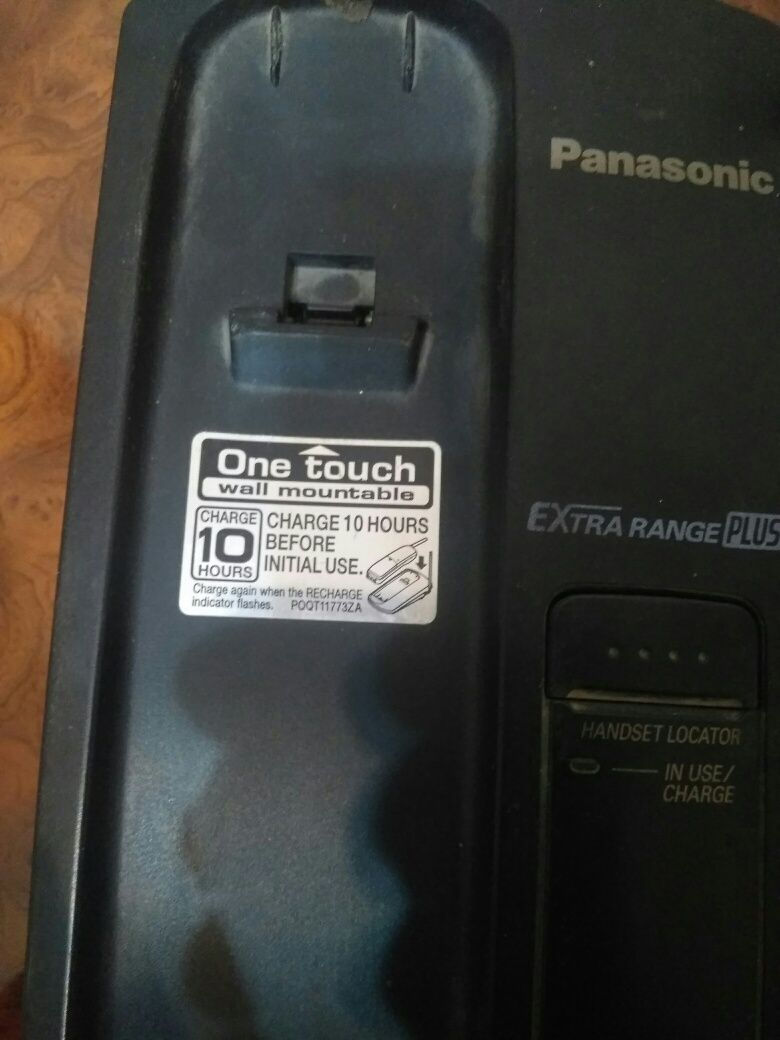 Panasonic
One touch
wall mountable
CHARGE
10
HOURS
CHARGE 10 HOURS
BEFORE
INITIAL USE.
Charge again when the RECHARGE
indicator flashes. PQQT11773ZA
EXTRA RANGE PLUS
HANDSET LOCATOR
IN USE/
CHARGE